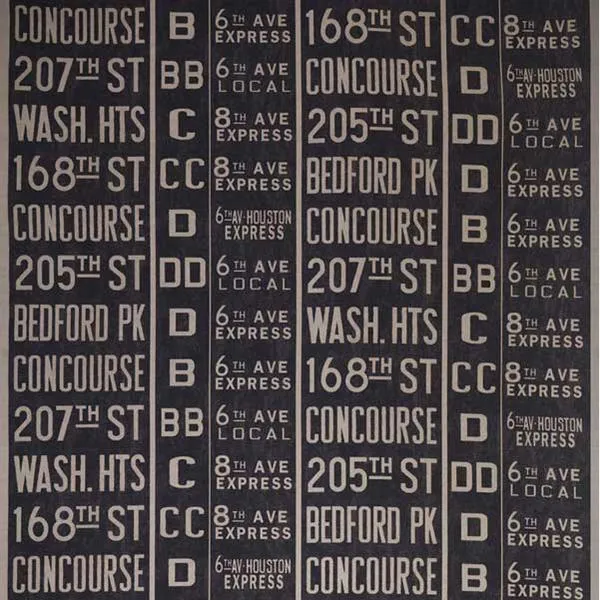 CONCOURSE B 6TH AVE EXPRESS
207TH ST BB 6TH AVE LOCAL
WASH. HTS C 8TH AVE EXPRESS
168TH ST CC 8TH AVE EXPRESS
CONCOURSE D 6TH AV-HOUSTON EXPRESS
205TH ST DD 6TH AVE LOCAL
BEDFORD PK D 6TH AVE EXPRESS
CONCOURSE B 6TH AVE EXPRESS
207TH ST BB 6TH AVE LOCAL
WASH. HTS C 8TH AVE EXPRESS
168TH ST CC 8TH AVE EXPRESS
CONCOURSE D 6TH AV-HOUSTON EXPRESS
168TH ST CC 8TH AVE EXPRESS
CONCOURSE D 6TH AV-HOUSTON EXPRESS
205TH ST DD 6TH AVE LOCAL
BEDFORD PK D 6TH AVE EXPRESS
CONCOURSE B 6TH AVE EXPRESS
207TH ST BB 6TH AVE LOCAL
WASH. HTS C 8TH AVE EXPRESS
168TH ST CC 8TH AVE EXPRESS
CONCOURSE D 6TH AV-HOUSTON EXPRESS
205TH ST DD 6TH AVE LOCAL
BEDFORD PK D 6TH AVE EXPRESS
CONCOURSE B 6TH AVE EXPRESS